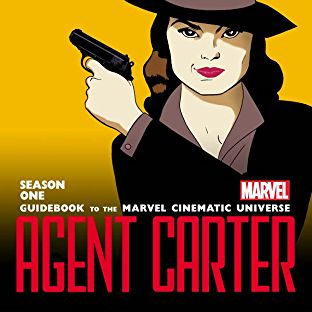 SEASON
ONE
MARVEL
GUIDEBOOK TO THE MARVEL CINEMATIC UNIVERSE
AGENT CARTER